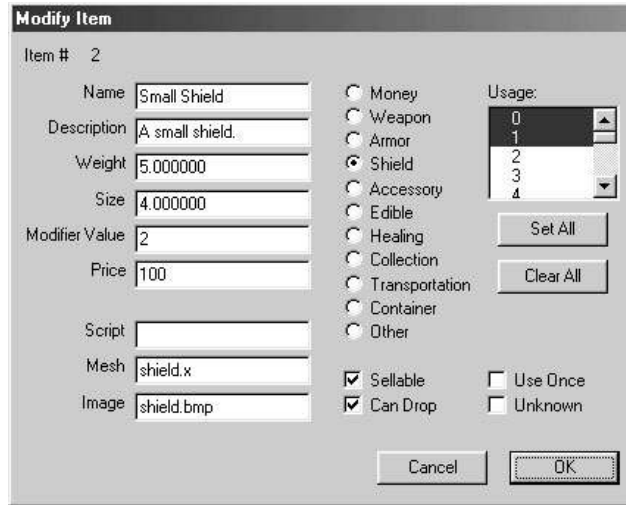 Modify Item
Item # 2
Name Small Shield
Description A small shield.
Weight 5.000000
Size 4.000000
Modifier Value 2
Price 100
Script
Mesh shield.x
Image shield.bmp
Money
Weapon
Armor
Shield
Accessory
Edible
Healing
Collection
Transportation
Container
Other
Usage:
0
1
2
3
4
Set All
Clear All
Sellable Use Once
Can Drop Unknown
Cancel OK